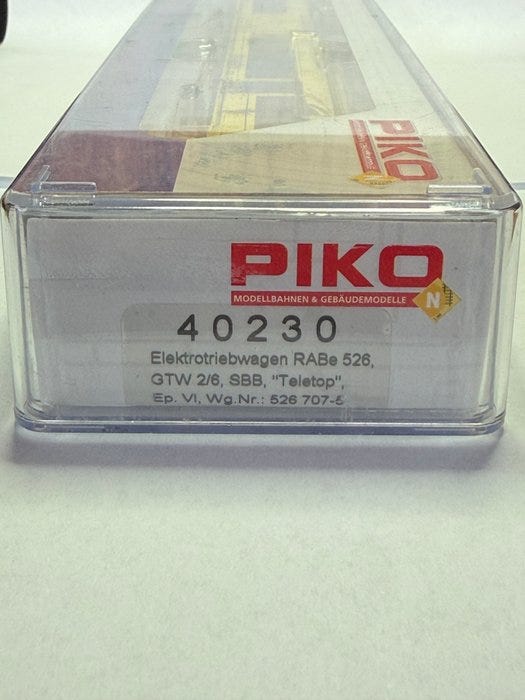 PIKO
PIKO
MODELLBAHNEN & GEBÄUDEMODELLE
N
40230
Elektrotriebwagen RABe 526,
GTW 2/6, SBB, "Teletop",
Ep. VI, Wg.Nr.: 526 707-5